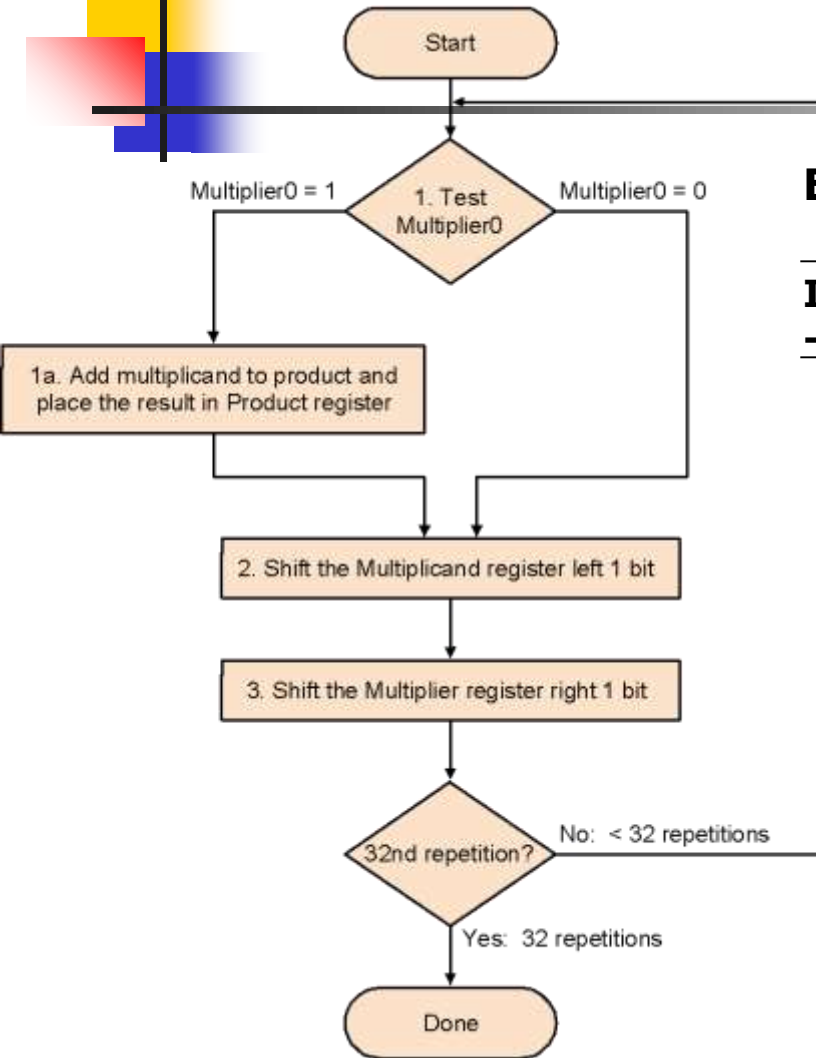 Start
Multiplier0 = 1
1. Test
Multiplier0
Multiplier0 = 0
1a. Add multiplicand to product and
place the result in Product register
2. Shift the Multiplicand register left 1 bit
3. Shift the Multiplier register right 1 bit
32nd repetition?
No: < 32 repetitions
Yes: 32 repetitions
Done